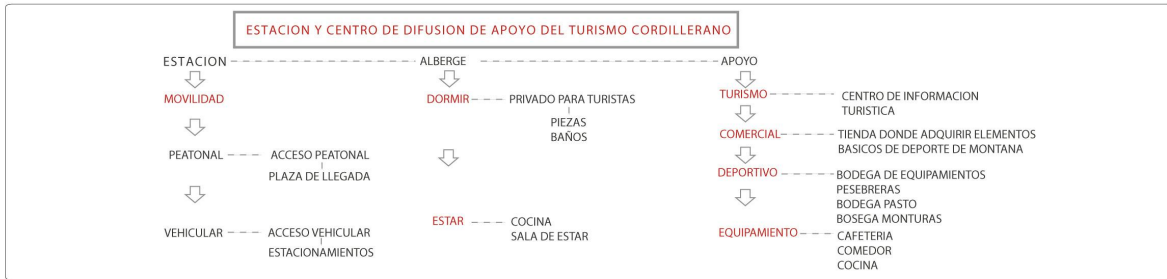 ESTACION Y CENTRO DE DIFUSION DE APOYO DEL TURISMO CORDILLERANO
ESTACION
MOVILIDAD
PEATONAL
ACCESO PEATONAL
PLAZA DE LLEGADA
VEHICULAR
ACCESO VEHICULAR
ESTACIONAMIENTOS
ALBERGE
DORMIR
PRIVADO PARA TURISTAS
PIEZAS
BAÑOS
ESTAR
COCINA
SALA DE ESTAR
APOYO
TURISMO
CENTRO DE INFORMACION
TURISTICA
COMERCIAL
TIENDA DONDE ADQUIRIR ELEMENTOS
BASICOS DE DEPORTE DE MONTANA
DEPORTIVO
BODEGA DE EQUIPAMIENTOS
PESEBRERAS
BODEGA PASTO
BOSEGA MONTURAS
EQUIPAMIENTO
CAFETERIA
COMEDOR
COCINA